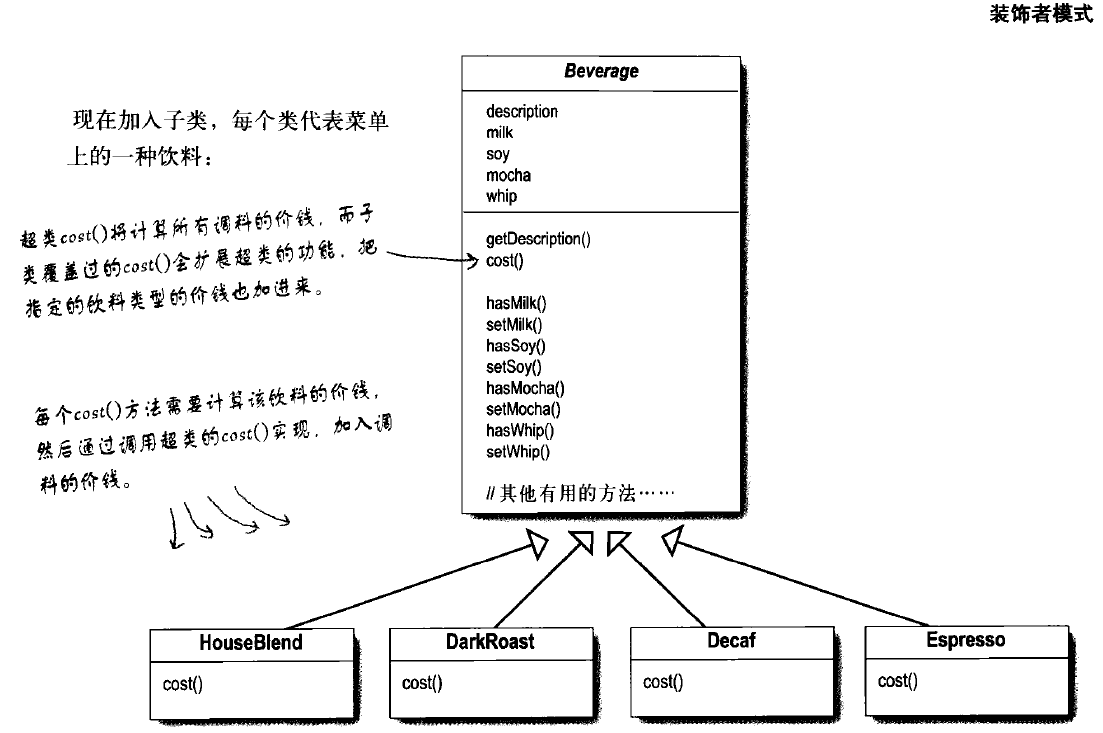 装饰者模式
现在加入子类，每个类代表菜单
上的一种饮料：
超类cost()将计算所有调料的价钱，而子
类覆盖过的cost()会扩展超类的功能，把
指定的饮料类型的价钱也加进来。
每个cost()方法需要计算该饮料的价钱，
然后通过调用超类的cost()实现，加入调
料的价钱。
Beverage
description
milk
soy
mocha
whip
getDescription()
cost()
hasMilk()
setMilk()
hasSoy()
setSoy()
hasMocha()
setMocha()
hasWhip()
setWhip()
//其他有用的方法……
HouseBlend
cost()
DarkRoast
cost()
Decaf
cost()
Espresso
cost()